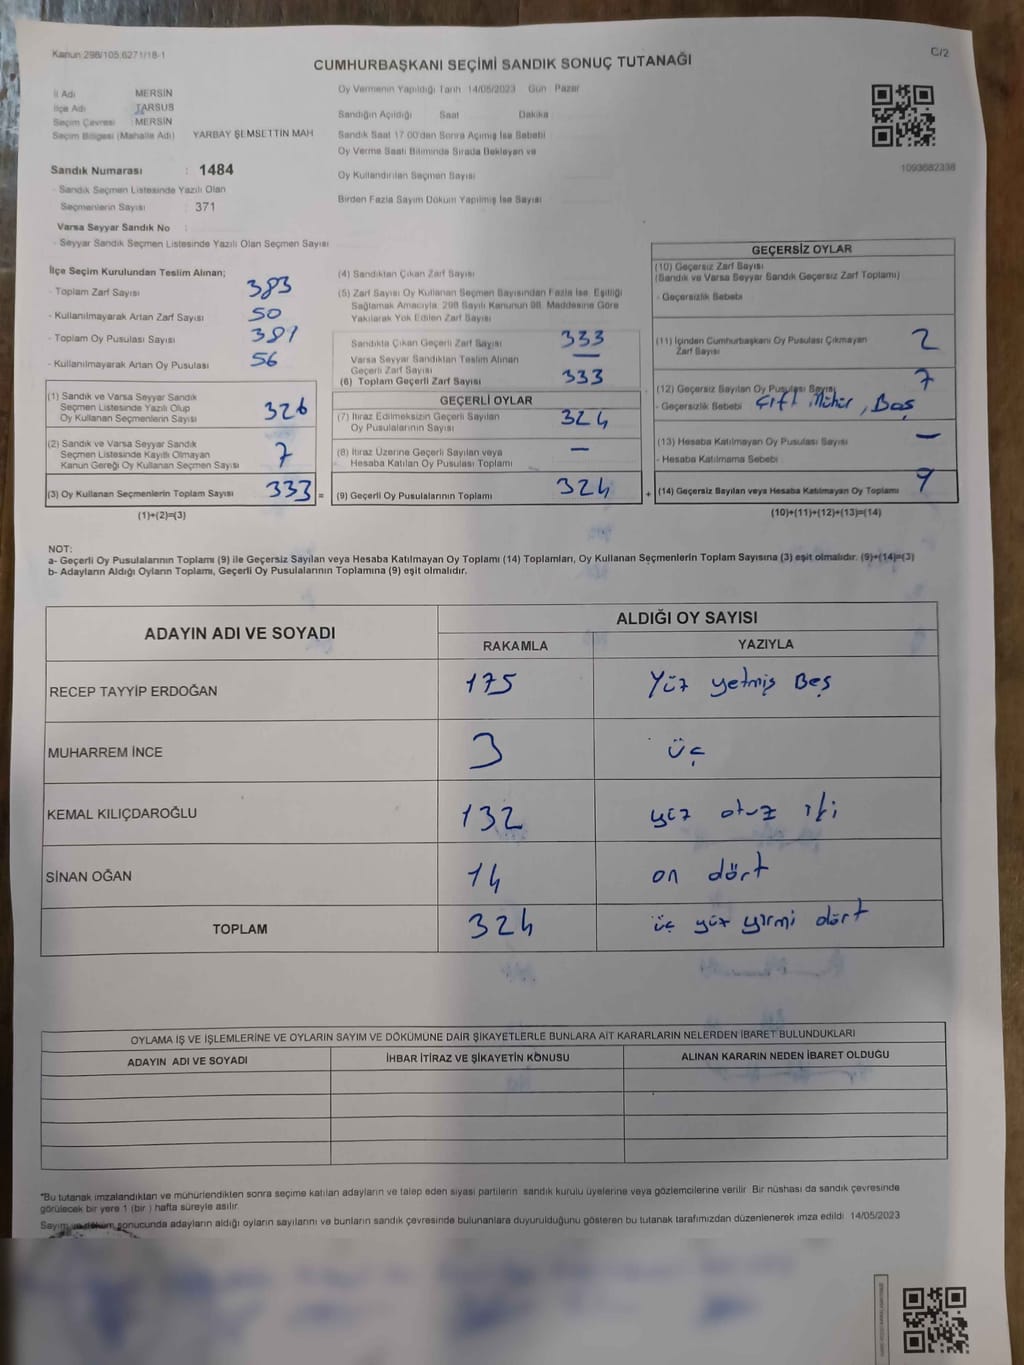 Kanun 298/105.6271/18-1
C/2
CUMHURBAŞKANI SEÇİMİ SANDIK SONUÇ TUTANAĞI
İl Adı MERSİN
İlçe Adı TARSUS
Seçim Çevresi : MERSİN
Seçim Bölgesi (Mahalle Adı) YARBAY ŞEMSETTİN MAH
Sandık Numarası : 1484
- Sandık Seçmen Listesinde Yazılı Olan
Seçmenlerin Sayısı : 371
Varsa Seyyar Sandık No :
- Seyyar Sandık Seçmen Listesinde Yazılı Olan Seçmen Sayısı
Oy Vermenin Yapıldığı Tarih 14/05/2023 Gün Pazar
Sandığın Açıldığı Saat Dakika
Sandık Saat 17.00'den Sonra Açılmış İse Sebebi
Oy Verme Saati Bitiminde Sırada Bekleyen ve
Oy Kullandırılan Seçmen Sayısı
Birden Fazla Sayım Döküm Yapılmış İse Sayısı
1093682338
İlçe Seçim Kurulundan Teslim Alınan;
- Toplam Zarf Sayısı 383
- Kullanılmayarak Artan Zarf Sayısı 50
- Toplam Oy Pusulası Sayısı 381
- Kullanılmayarak Artan Oy Pusulası 56
(1) Sandık ve Varsa Seyyar Sandık
Seçmen Listesinde Yazılı Olup
Oy Kullanan Seçmenlerin Sayısı 326
(2) Sandık ve Varsa Seyyar Sandık
Seçmen Listesinde Kayıtlı Olmayan
Kanun Gereği Oy Kullanan Seçmen Sayısı 7
(3) Oy Kullanan Seçmenlerin Toplam Sayısı 333 =
(1)+(2)=(3)
(4) Sandıktan Çıkan Zarf Sayısı
(5) Zarf Sayısı Oy Kullanan Seçmen Sayısından Fazla İse, Eşitliği
Sağlamak Amacıyla, 298 Sayılı Kanunun 98. Maddesine Göre
Yakılarak Yok Edilen Zarf Sayısı
Sandıkta Çıkan Geçerli Zarf Sayısı 333
Varsa Seyyar Sandıktan Teslim Alınan
Geçerli Zarf Sayısı —
(6) Toplam Geçerli Zarf Sayısı 333
GEÇERLİ OYLAR
(7) İtiraz Edilmeksizin Geçerli Sayılan
Oy Pusulalarının Sayısı 324
(8) İtiraz Üzerine Geçerli Sayılan veya
Hesaba Katılan Oy Pusulası Toplamı —
(9) Geçerli Oy Pusulalarının Toplamı 324 +
GEÇERSİZ OYLAR
(10) Geçersiz Zarf Sayısı
(Sandık ve Varsa Seyyar Sandık Geçersiz Zarf Toplamı)
- Geçersizlik Sebebi
(11) İçinden Cumhurbaşkanı Oy Pusulası Çıkmayan
Zarf Sayısı 2
(12) Geçersiz Sayılan Oy Pusulası Sayısı 7
- Geçersizlik Sebebi Çift Mühür, Boş
(13) Hesaba Katılmayan Oy Pusulası Sayısı —
- Hesaba Katılmama Sebebi
(14) Geçersiz Sayılan veya Hesaba Katılmayan Oy Toplamı 9
(10)+(11)+(12)+(13)=(14)
NOT:
a- Geçerli Oy Pusulalarının Toplamı (9) ile Geçersiz Sayılan veya Hesaba Katılmayan Oy Toplamı (14) Toplamları, Oy Kullanan Seçmenlerin Toplam Sayısına (3) eşit olmalıdır. (9)+(14)=(3)
b- Adayların Aldığı Oyların Toplamı, Geçerli Oy Pusulalarının Toplamına (9) eşit olmalıdır.
ADAYIN ADI VE SOYADI
ALDIĞI OY SAYISI
RAKAMLA YAZIYLA
RECEP TAYYİP ERDOĞAN 175 Yüz yetmiş Beş
MUHARREM İNCE 3 üç
KEMAL KILIÇDAROĞLU 132 yüz otuz iki
SİNAN OĞAN 14 on dört
TOPLAM 324 üç yüz yirmi dört
OYLAMA İŞ VE İŞLEMLERİNE VE OYLARIN SAYIM VE DÖKÜMÜNE DAİR ŞİKAYETLERLE BUNLARA AİT KARARLARIN NELERDEN İBARET BULUNDUKLARI
ADAYIN ADI VE SOYADI İHBAR İTİRAZ VE ŞİKAYETİN KONUSU ALINAN KARARIN NEDEN İBARET OLDUĞU
*Bu tutanak imzalandıktan ve mühürlendikten sonra seçime katılan adayların ve talep eden siyasi partilerin sandık kurulu üyelerine veya gözlemcilerine verilir. Bir nüshası da sandık çevresinde
görülecek bir yere 1 (bir) hafta süreyle asılır.
Sayım ve döküm sonucunda adayların aldığı oyların sayılarını ve bunların sandık çevresinde bulunanlara duyurulduğunu gösteren bu tutanak tarafımızdan düzenlenerek imza edildi. 14/05/2023